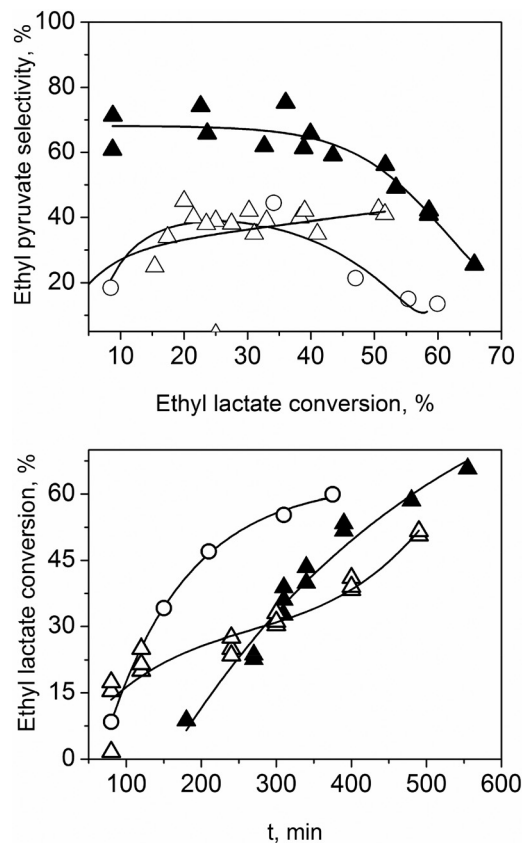 Ethyl pyruvate selectivity, %
100
80
60
40
20
10 20 30 40 50 60 70
Ethyl lactate conversion, %
Ethyl lactate conversion, %
60
45
30
15
0
100 200 300 400 500 600
t, min